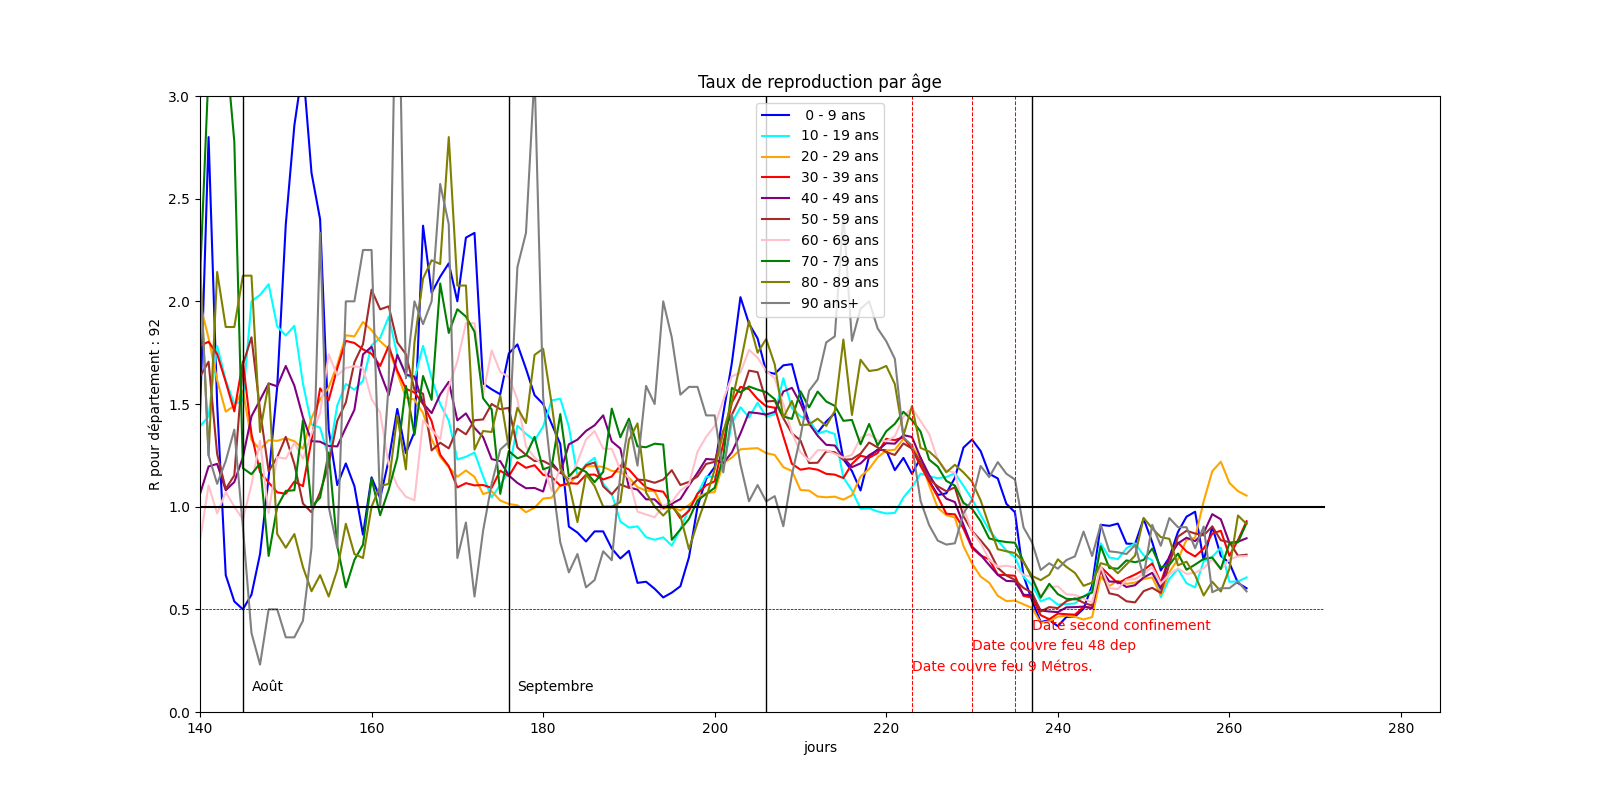 Taux de reproduction par âge
3.0
2.5
2.0
1.5
1.0
0.5
0.0
R pour département : 92
0 - 9 ans
10 - 19 ans
20 - 29 ans
30 - 39 ans
40 - 49 ans
50 - 59 ans
60 - 69 ans
70 - 79 ans
80 - 89 ans
90 ans+
Date second confinement
Date couvre feu 48 dep
Date couvre feu 9 Métros.
Août
Septembre
140
160
180
200
220
240
260
280
jours